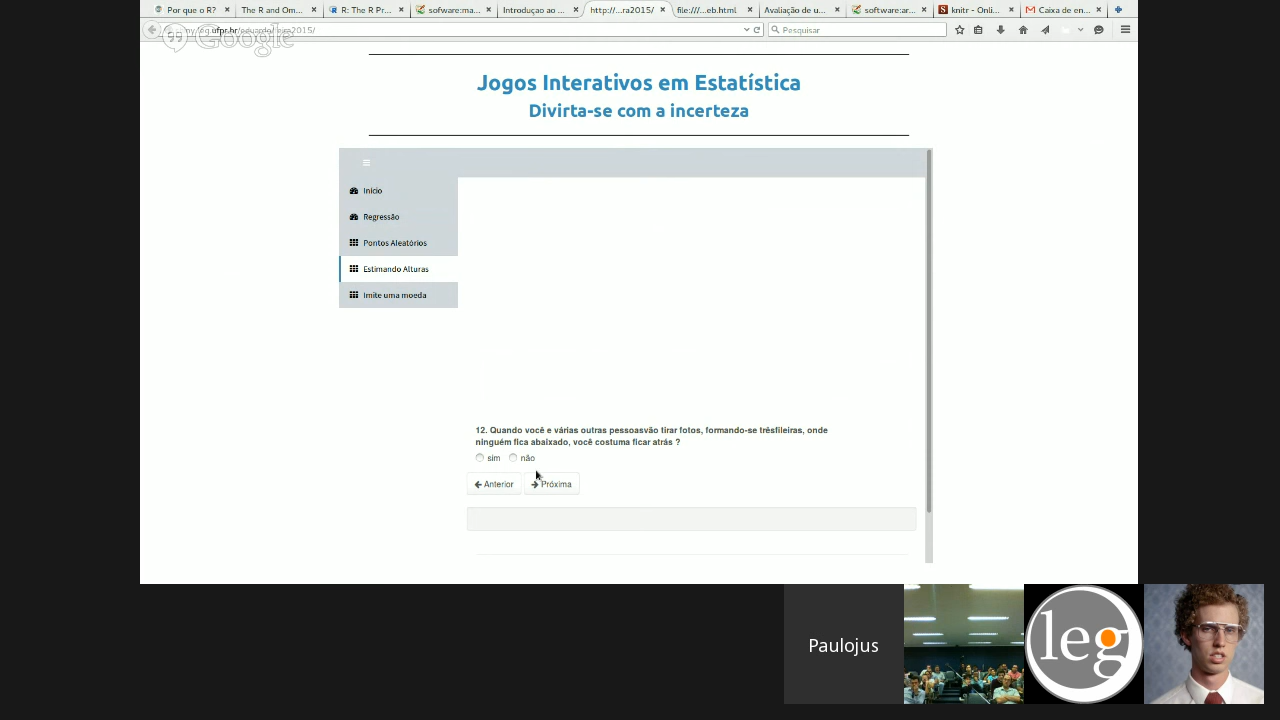 Por que o R?
The R and Om...
R: The R Pr...
sofware:ma...
Introduçao ao ...
http://...ra2015/
file:///...eb.html
Avaliação de u...
software:ar...
knitr - Onli...
Caixa de en...
Google
ufpr.br/
Pesquisar
Jogos Interativos em Estatística
Divirta-se com a incerteza
Início
Regressão
Pontos Aleatórios
Estimando Alturas
Imite uma moeda
12. Quando você e várias outras pessoasvão tirar fotos, formando-se trêsfileiras, onde
ninguém fica abaixado, você costuma ficar atrás ?
sim não
Anterior Próxima
Paulojus
leg